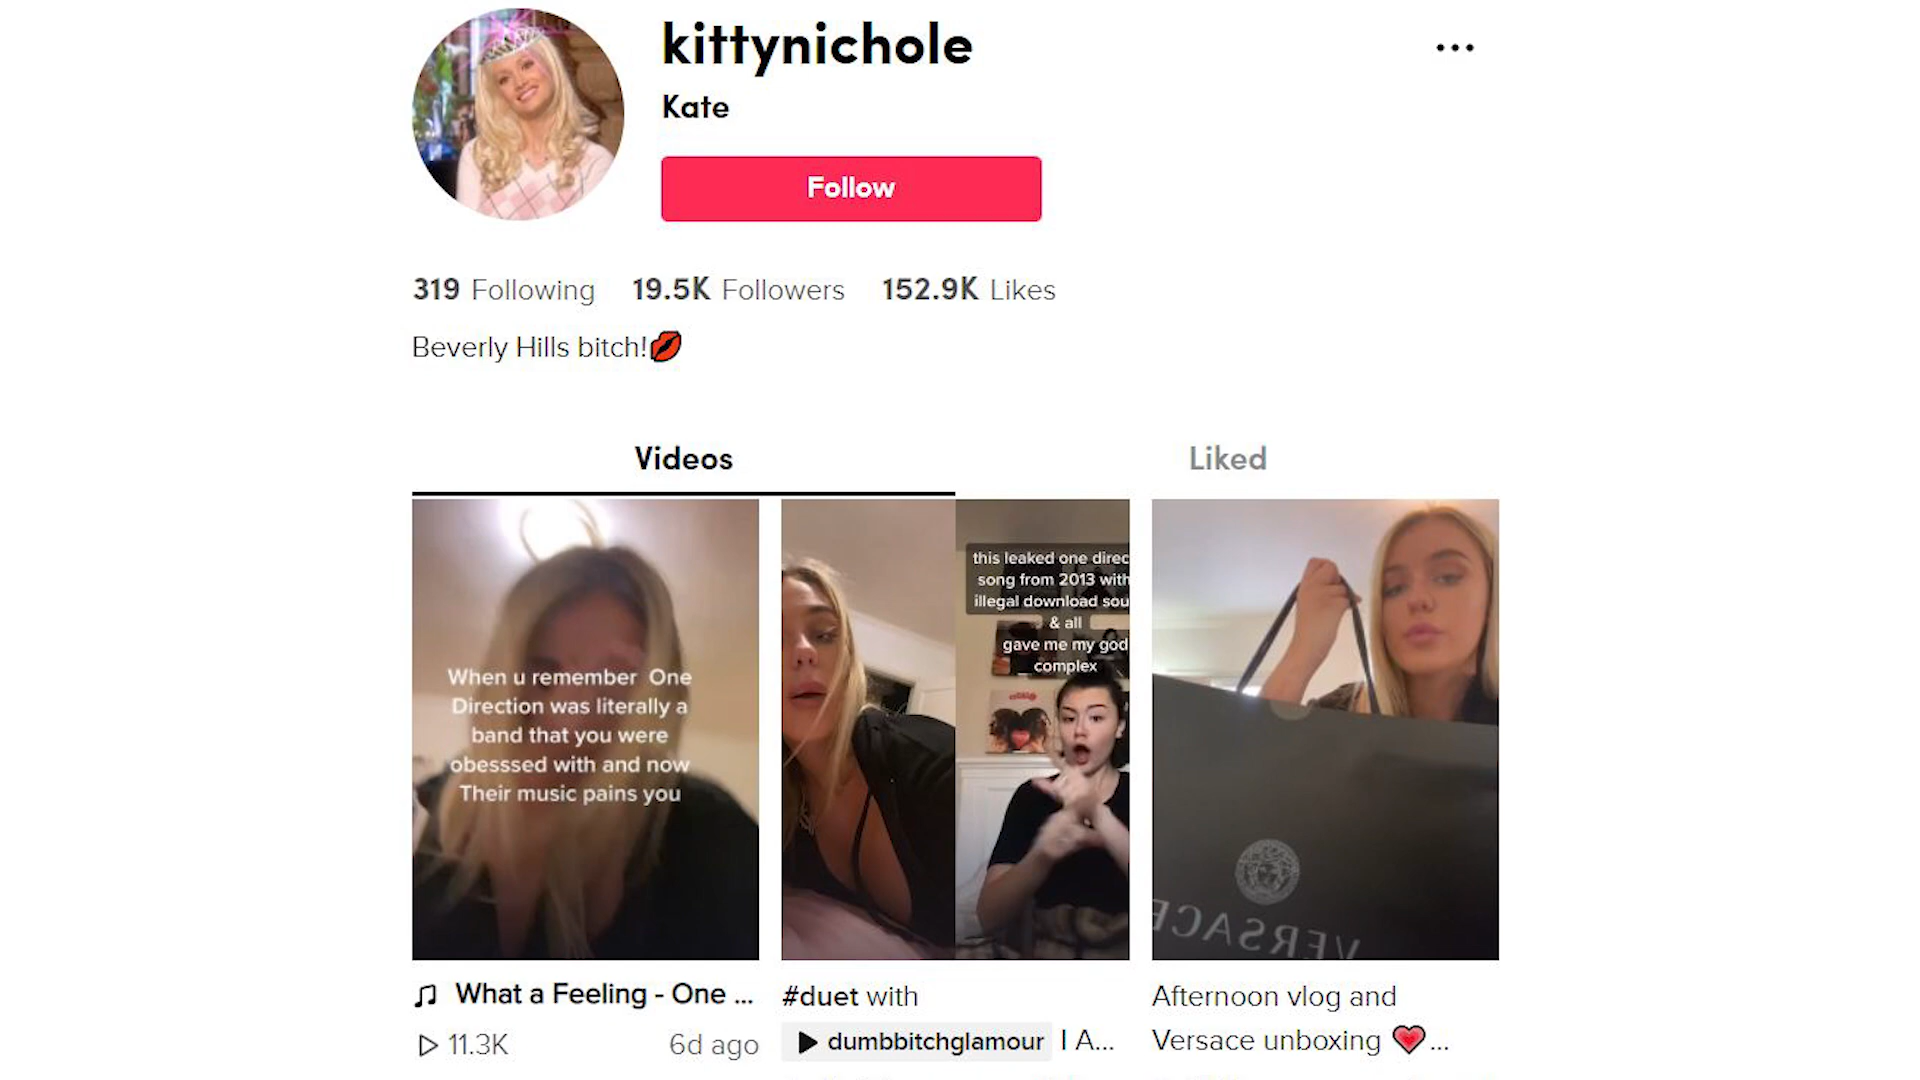 kittynichole
Kate
Follow
319 Following 19.5K Followers 152.9K Likes
Beverly Hills bitch!💋
Videos
Liked
When u remember One
Direction was literally a
band that you were
obesssed with and now
Their music pains you
this leaked one direc
song from 2013 with
illegal download sou
& all
gave me my god
complex
VERSACE
What a Feeling - One ...
11.3K
6d ago
#duet with
dumbbitchglamour I A...
Afternoon vlog and
Versace unboxing 💗...